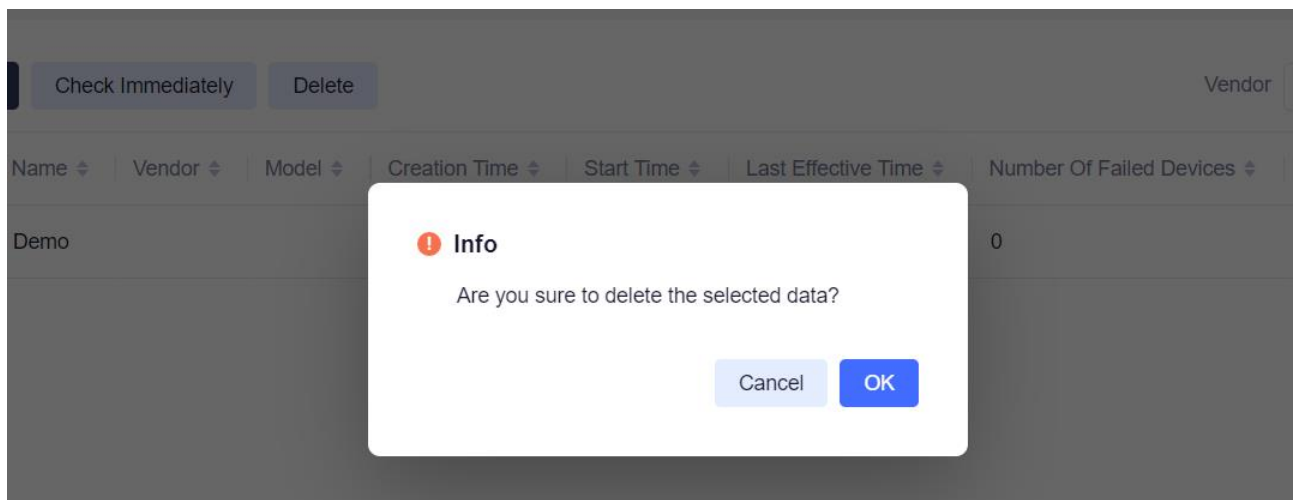 Check Immediately Delete Vendor
Name Vendor Model Creation Time Start Time Last Effective Time Number Of Failed Devices
Demo 0
Info
Are you sure to delete the selected data?
Cancel OK